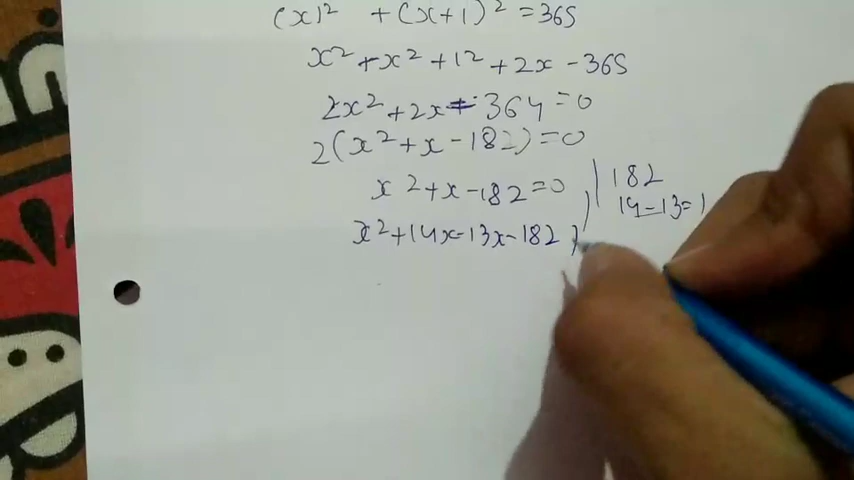 (x)² + (x+1)² = 365
x² + x² + 1² + 2x - 365
2x² + 2x - 364 = 0
2(x² + x - 182) = 0
x² + x - 182 = 0
182
14 - 13 = 1
x² + 14x - 13x - 182